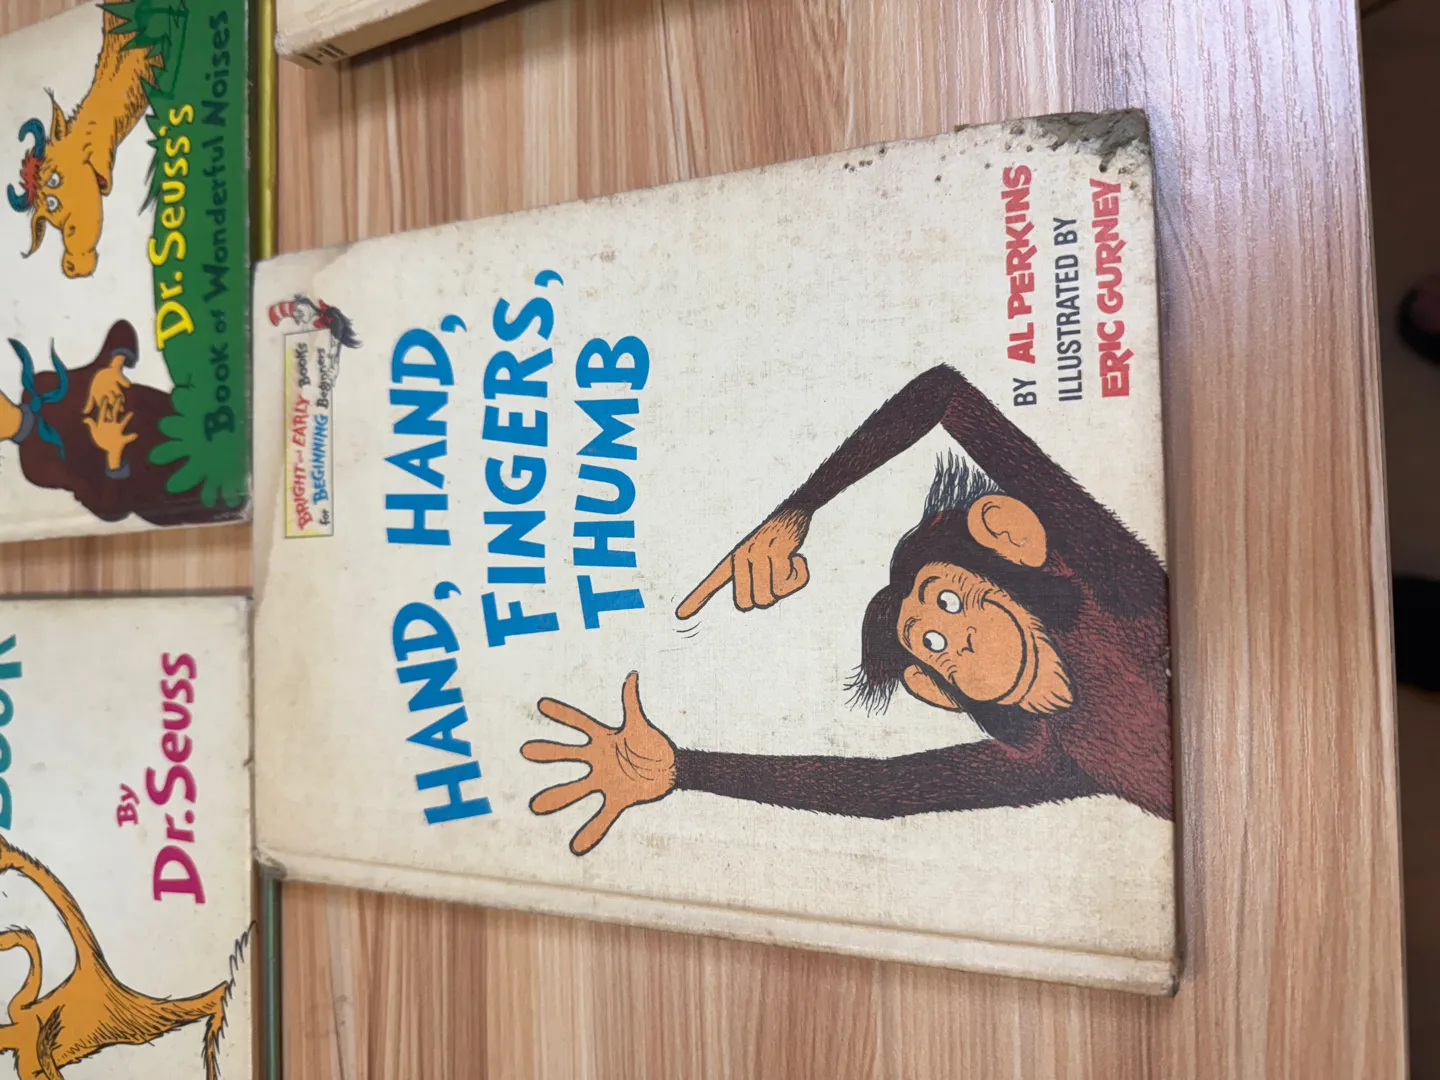 BRIGHT and EARLY BOOKS
for BEGINNING Beginners
HAND, HAND,
FINGERS,
THUMB
BY AL PERKINS
ILLUSTRATED BY
ERIC GURNEY
Dr. Seuss's
Book of Wonderful Noises
By
Dr. Seuss